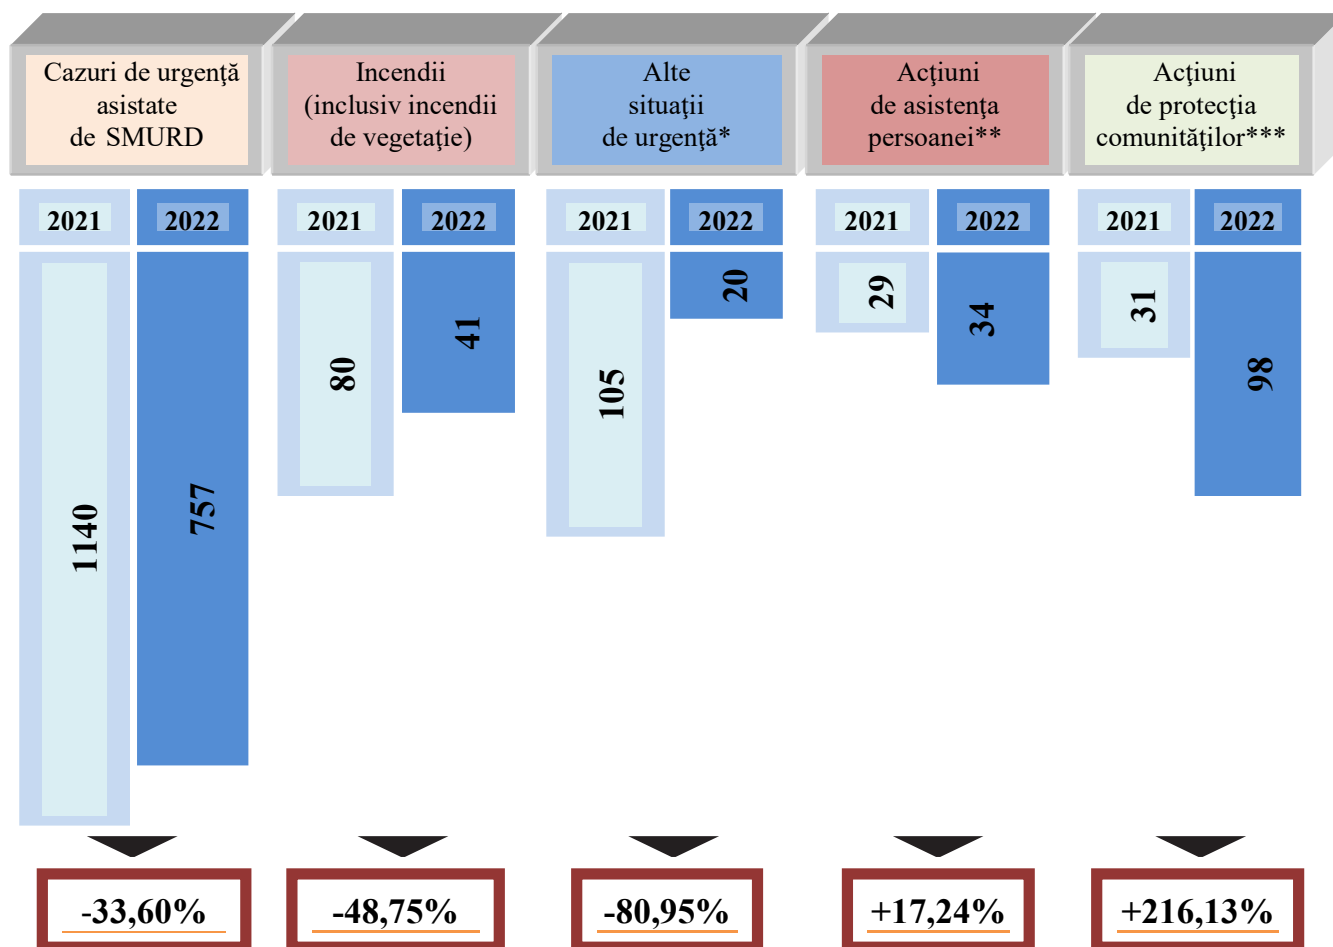 Cazuri de urgenţă
asistate
de SMURD
Incendii
(inclusiv incendii
de vegetaţie)
Alte
situaţii
de urgenţă*
Acţiuni
de asistenţa
persoanei**
Acţiuni
de protecţia
comunităţilor***
2021
2022
2021
2022
2021
2022
2021
2022
2021
2022
1140
757
80
41
105
20
29
34
31
98
-33,60%
-48,75%
-80,95%
+17,24%
+216,13%